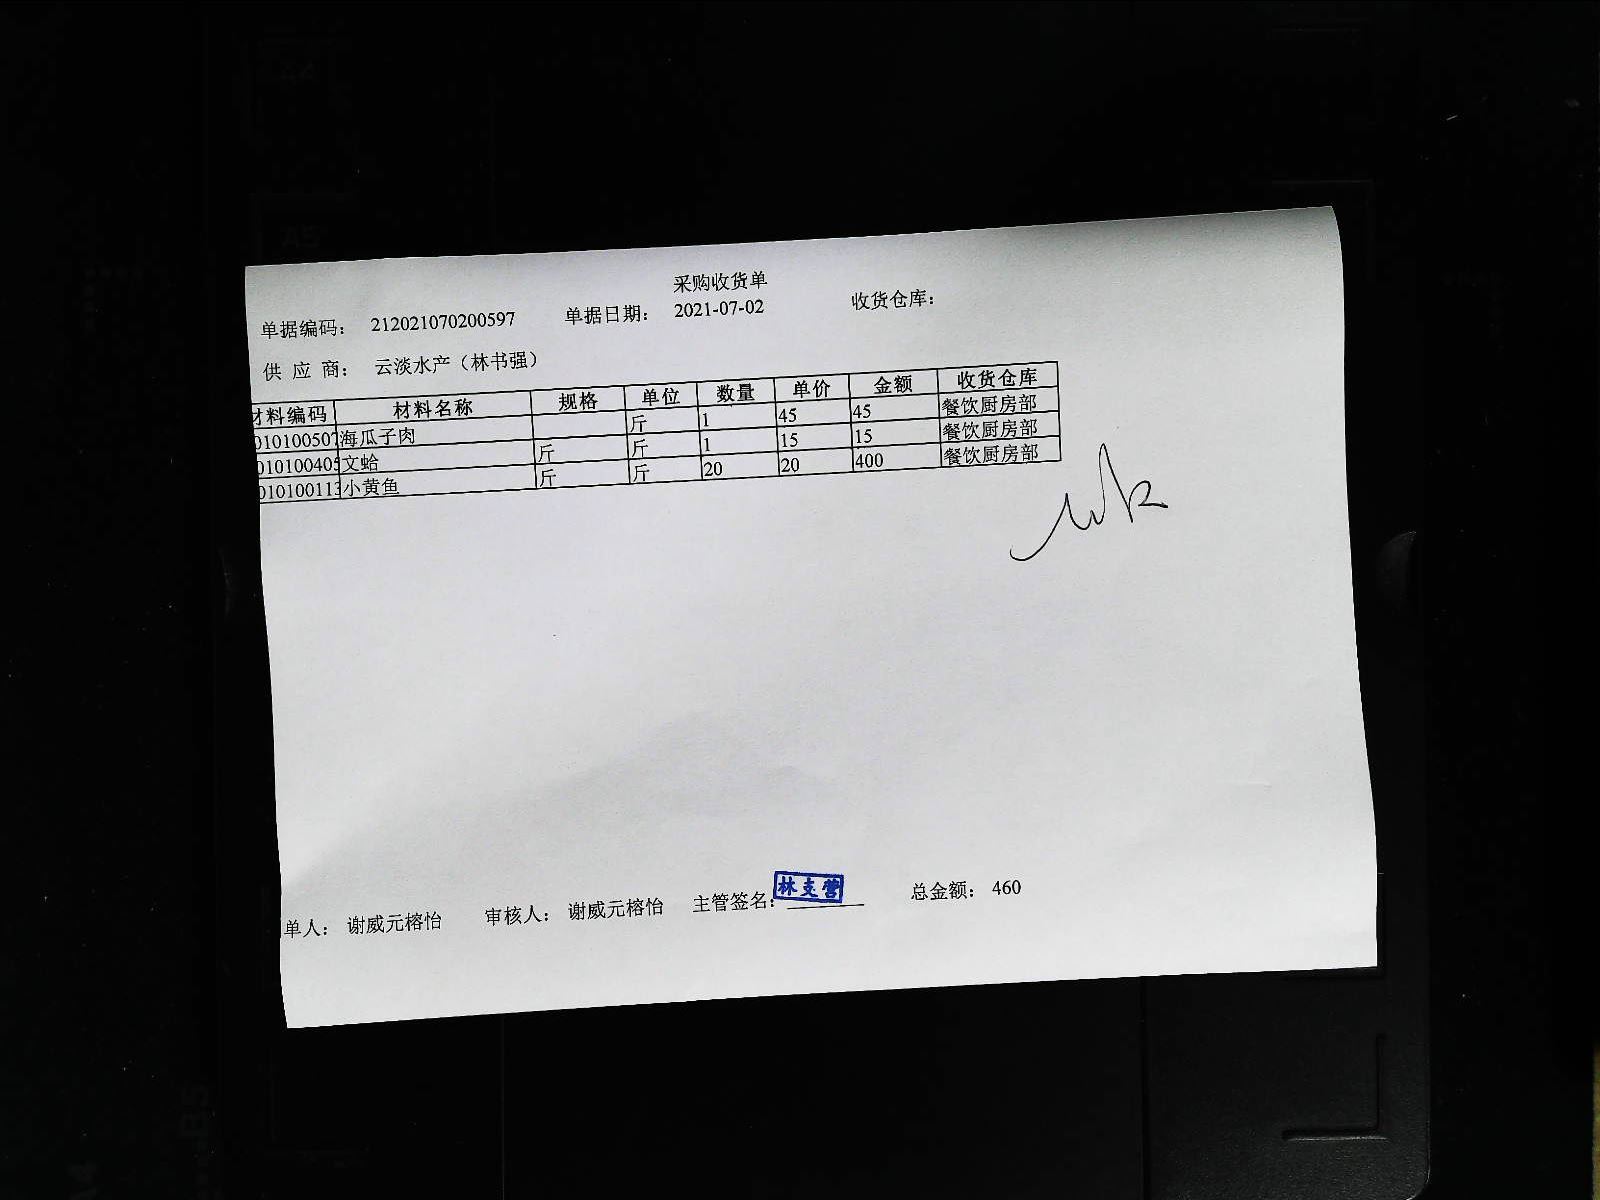 采购收货单
单据编码： 212021070200597 单据日期： 2021-07-02 收货仓库：
供 应 商： 云淡水产（林书强）
材料编码 材料名称 规格 单位 数量 单价 金额 收货仓库
010100507 海瓜子肉 斤 1 45 45 餐饮厨房部
010100405 文蛤 斤 斤 1 15 15 餐饮厨房部
010100113 小黄鱼 斤 斤 20 20 400 餐饮厨房部
单人： 谢威元榕怡 审核人： 谢威元榕怡 主管签名： 林支营 总金额： 460